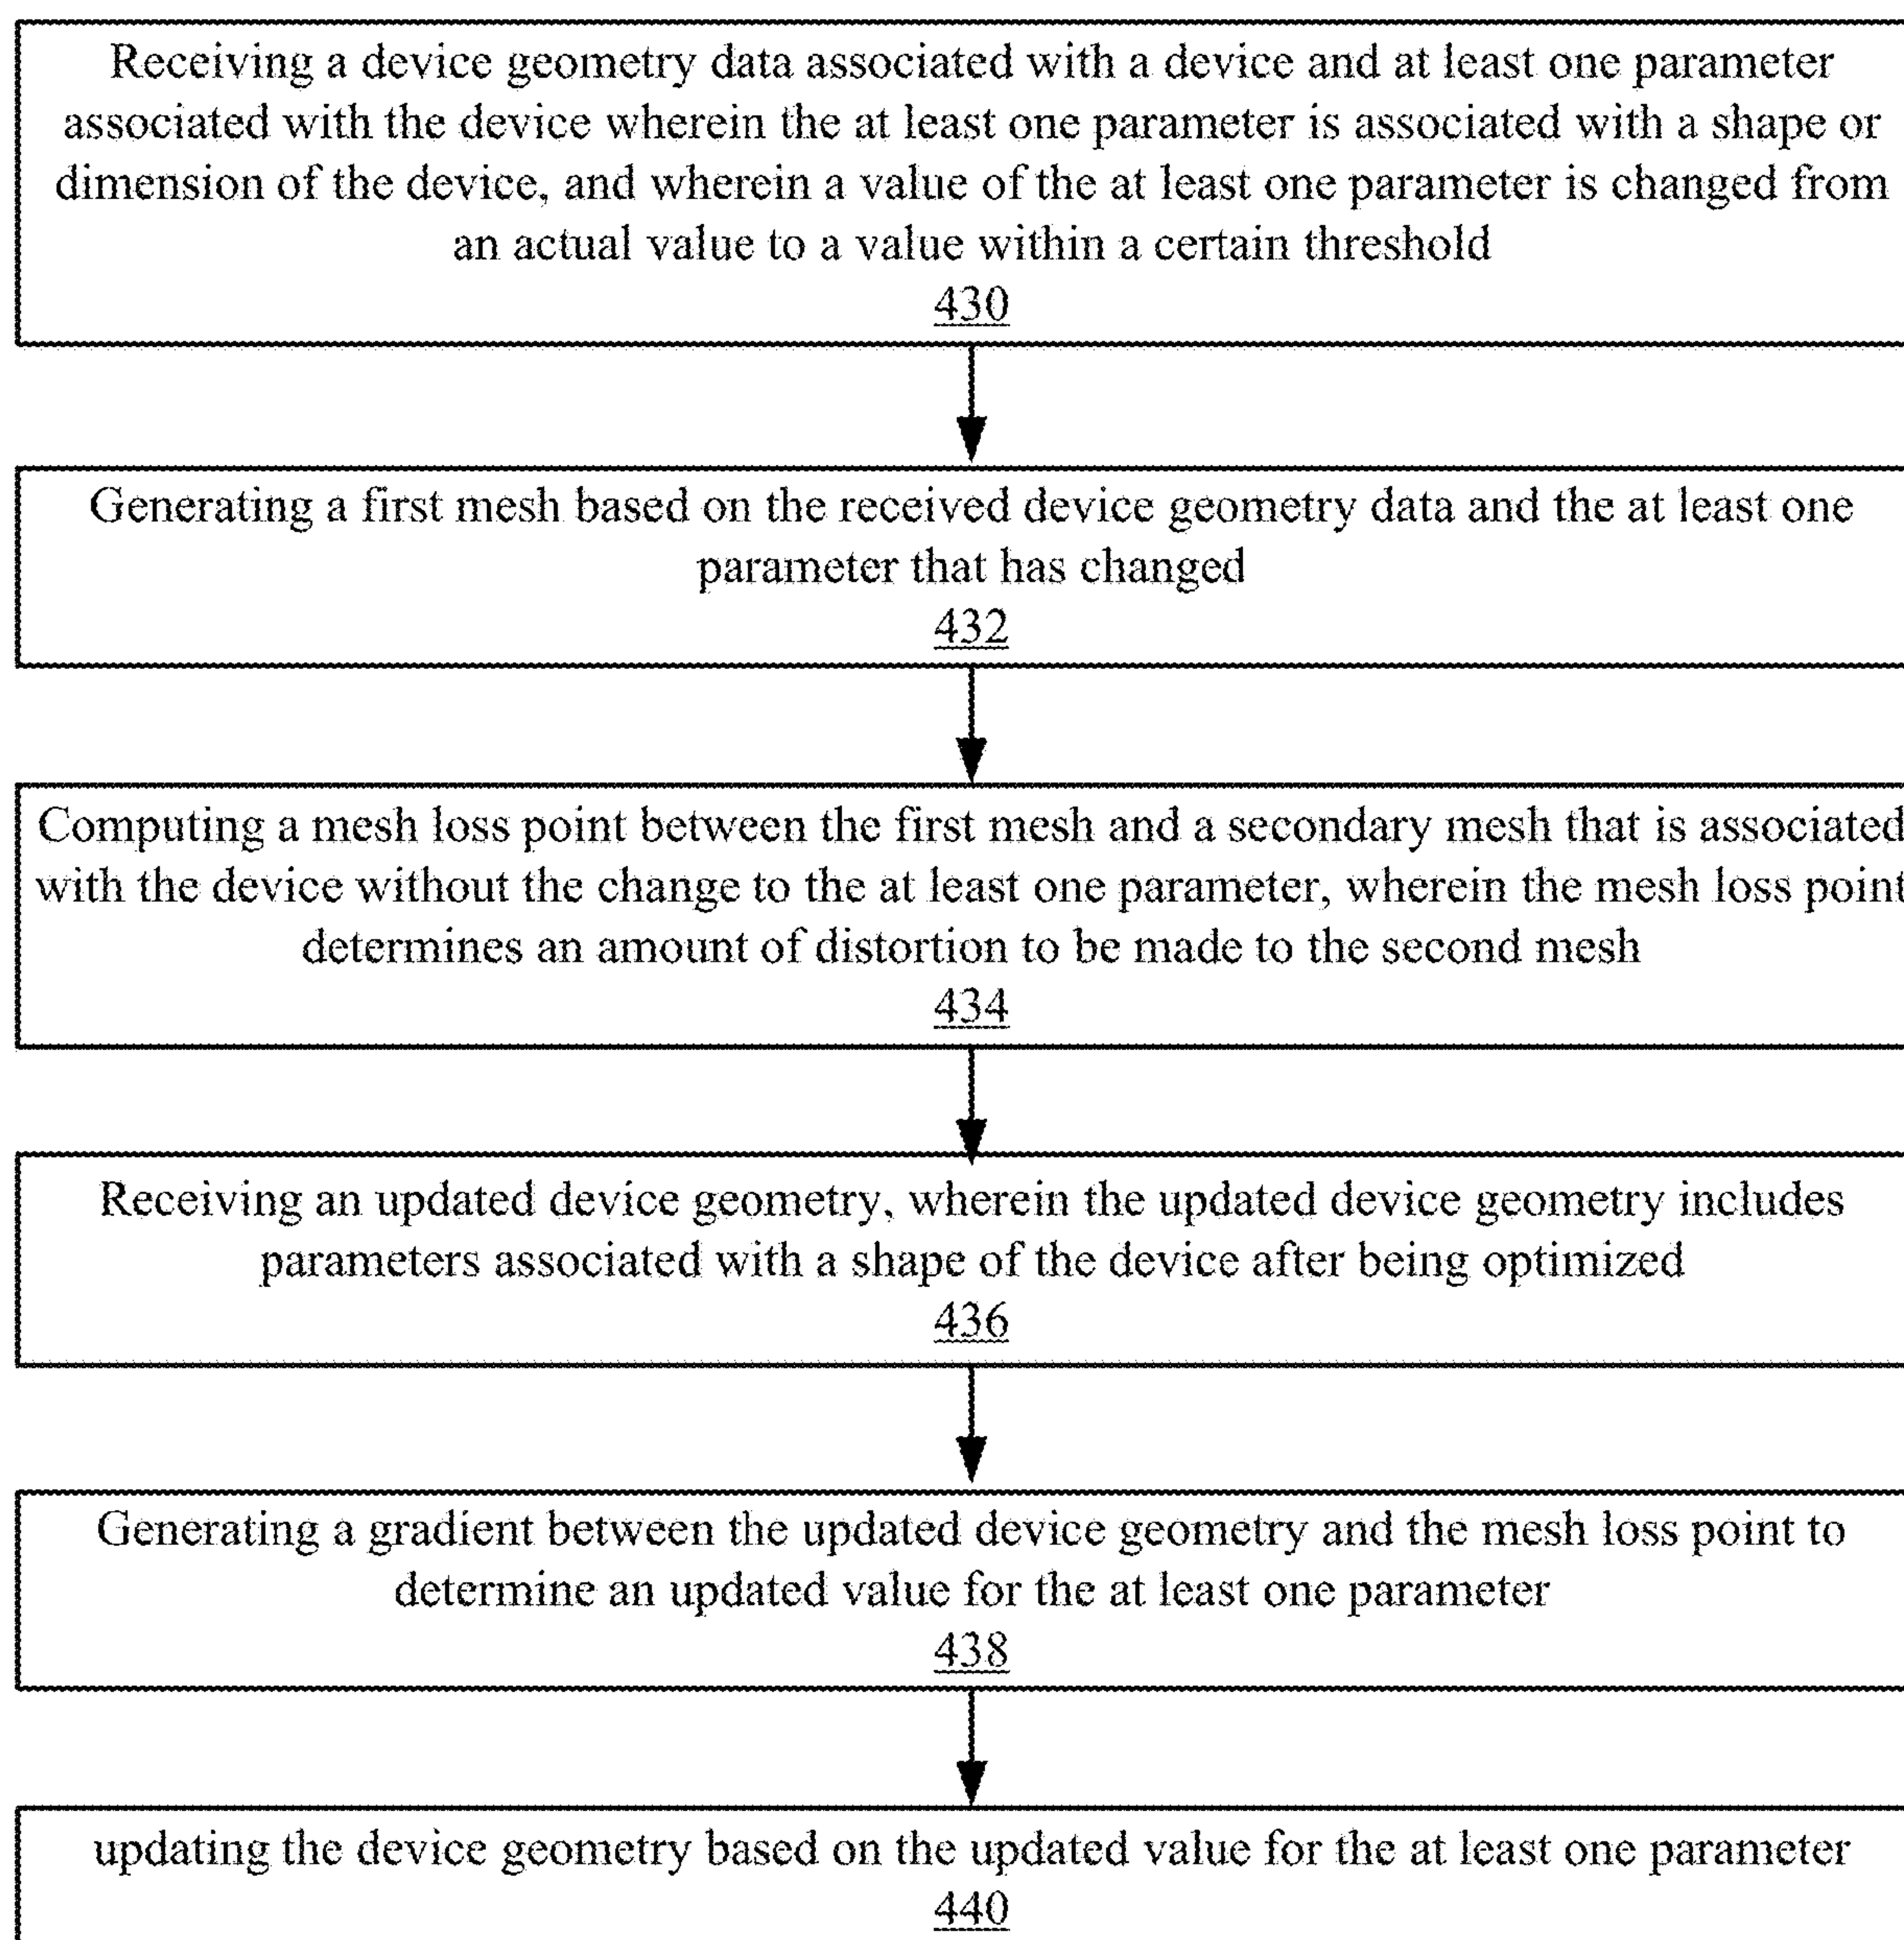 Receiving a device geometry data associated with a device and at least one parameter
associated with the device wherein the at least one parameter is associated with a shape or
dimension of the device, and wherein a value of the at least one parameter is changed from
an actual value to a value within a certain threshold
430
Generating a first mesh based on the received device geometry data and the at least one
parameter that has changed
432
Computing a mesh loss point between the first mesh and a secondary mesh that is associated
with the device without the change to the at least one parameter, wherein the mesh loss point
determines an amount of distortion to be made to the second mesh
434
Receiving an updated device geometry, wherein the updated device geometry includes
parameters associated with a shape of the device after being optimized
436
Generating a gradient between the updated device geometry and the mesh loss point to
determine an updated value for the at least one parameter
438
updating the device geometry based on the updated value for the at least one parameter
440